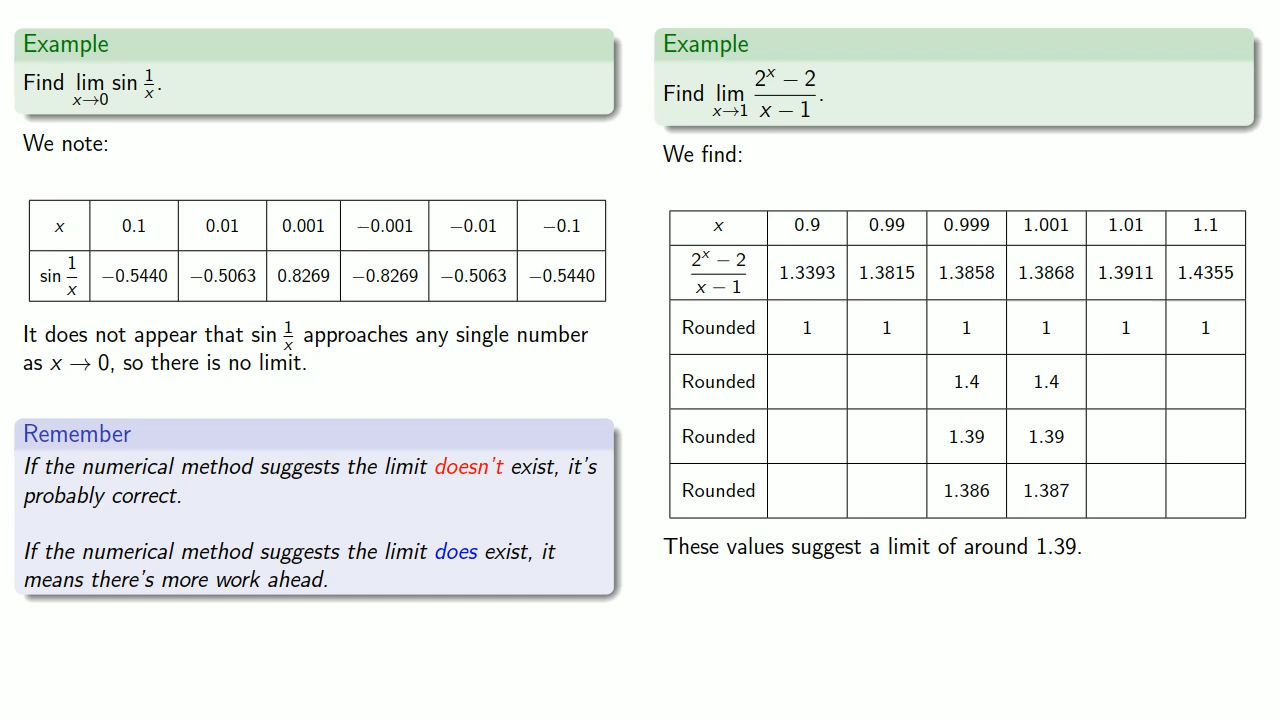 Example
Find lim x→0 sin 1/x.
We note:
x 0.1 0.01 0.001 −0.001 −0.01 −0.1
sin 1/x −0.5440 −0.5063 0.8269 −0.8269 −0.5063 −0.5440
It does not appear that sin 1/x approaches any single number
as x → 0, so there is no limit.
Remember
If the numerical method suggests the limit doesn't exist, it's
probably correct.
If the numerical method suggests the limit does exist, it
means there's more work ahead.
Example
Find lim x→1 (2^x − 2)/(x − 1).
We find:
x 0.9 0.99 0.999 1.001 1.01 1.1
(2^x − 2)/(x − 1) 1.3393 1.3815 1.3858 1.3868 1.3911 1.4355
Rounded 1 1 1 1 1 1
Rounded 1.4 1.4
Rounded 1.39 1.39
Rounded 1.386 1.387
These values suggest a limit of around 1.39.